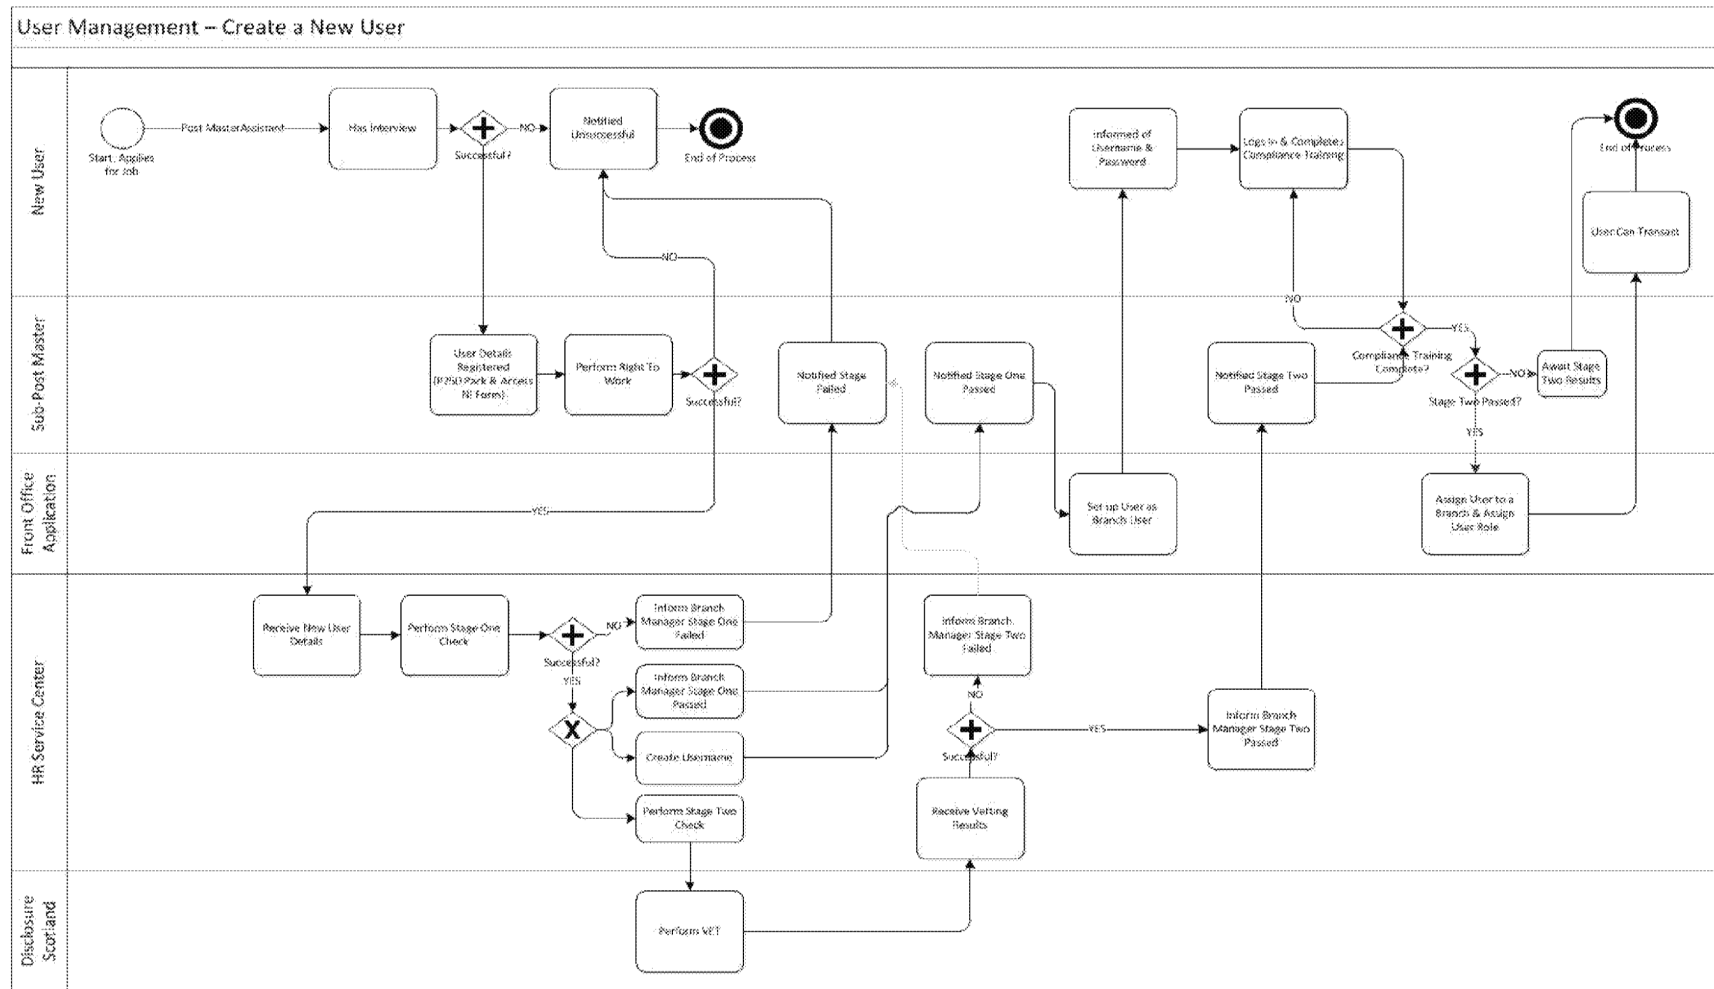 User Management – Create a New User
New User
Start, Applies
for Job
Post MasterAssistant
Has Interview
Successful?
NO
Notified
Unsuccessful
End of Process
Informed of
Username &
Password
Logs In & Completes
Compliance Training
End of Process
User Can Transact
NO
NO
Sub-Post Master
User Details
Registered
(P250 Pack & Access
NI Form)
Perform Right To
Work
Successful?
Notified Stage
Failed
Notified Stage One
Passed
Notified Stage Two
Passed
Compliance Training
Complete?
YES
Stage Two Passed?
NO
Await Stage
Two Results
YES
Front Office
Application
YES
Set up User as
Branch User
Assign User to a
Branch & Assign
User Role
HR Service Center
Receive New User
Details
Perform Stage One
Check
Successful?
NO
YES
X
Inform Branch
Manager Stage One
Failed
Inform Branch
Manager Stage One
Passed
Create Username
Perform Stage Two
Check
Inform Branch
Manager Stage Two
Failed
NO
Successful?
YES
Receive Vetting
Results
Inform Branch
Manager Stage Two
Passed
Disclosure
Scotland
Perform VET